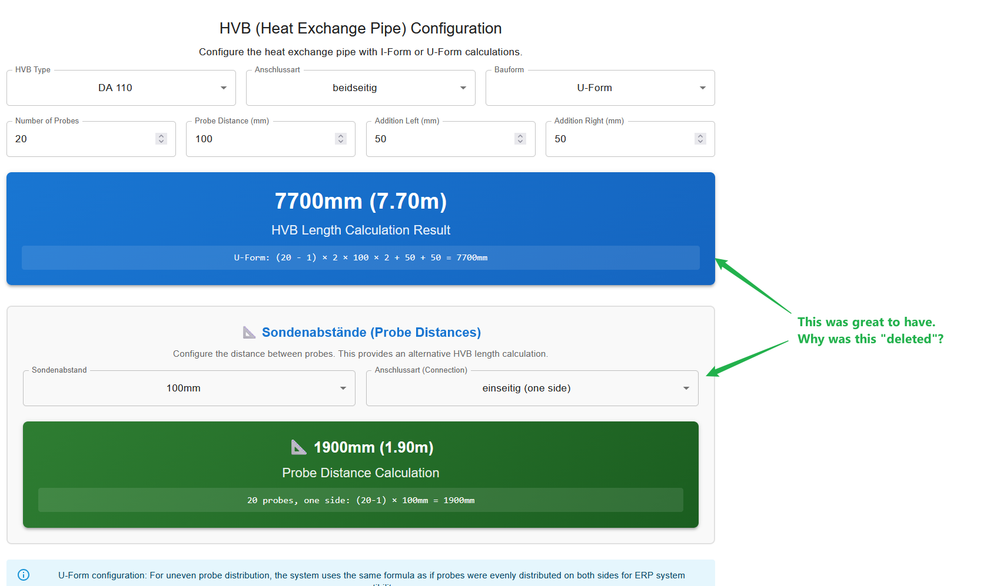 HVB (Heat Exchange Pipe) Configuration
Configure the heat exchange pipe with I-Form or U-Form calculations.
HVB Type
Anschlussart
Bauform
DA 110
beidseitig
U-Form
Number of Probes
Probe Distance (mm)
Addition Left (mm)
Addition Right (mm)
20
100
50
50
7700mm (7.70m)
HVB Length Calculation Result
U-Form: (20 - 1) × 2 × 100 × 2 + 50 + 50 = 7700mm
This was great to have.
Why was this "deleted"?
Sondenabstände (Probe Distances)
Configure the distance between probes. This provides an alternative HVB length calculation.
Sondenabstand
Anschlussart (Connection)
100mm
einseitig (one side)
1900mm (1.90m)
Probe Distance Calculation
20 probes, one side: (20-1) × 100mm = 1900mm
U-Form configuration: For uneven probe distribution, the system uses the same formula as if probes were evenly distributed on both sides for ERP system